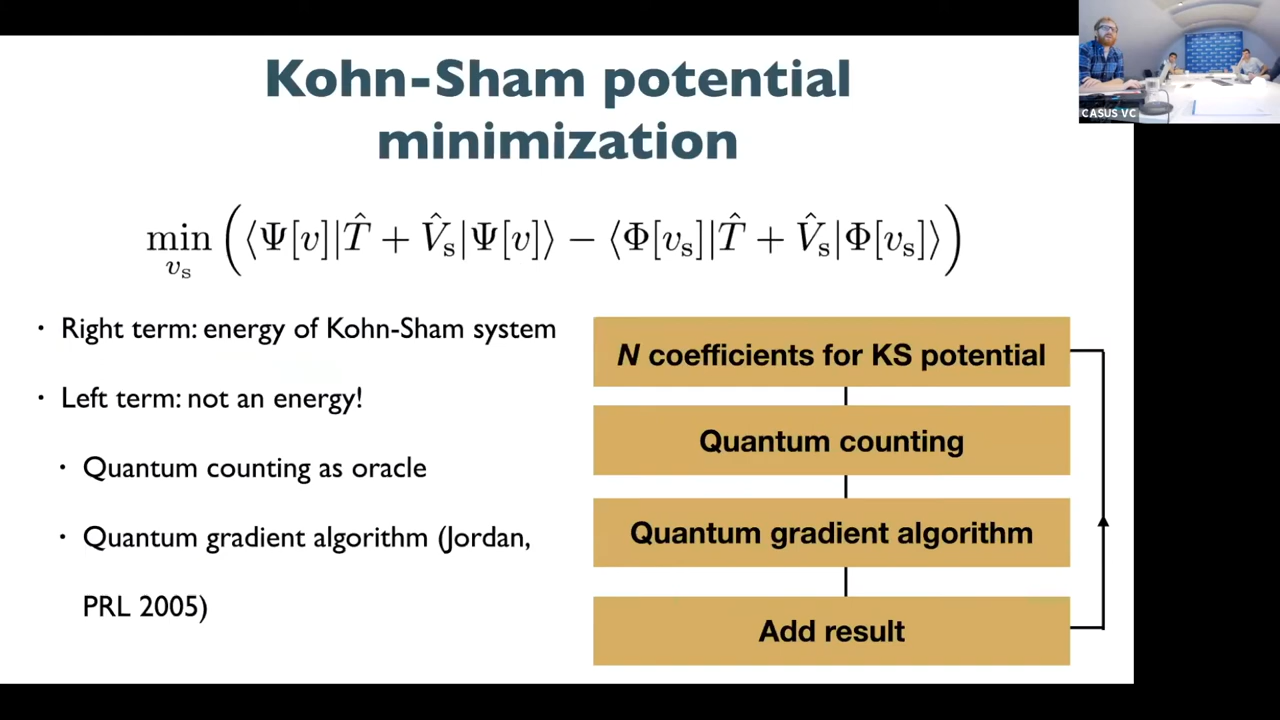 Kohn-Sham potential
minimization
CASUS VC
min_{v_s} (⟨Ψ[v]|T̂ + V̂_s|Ψ[v]⟩ − ⟨Φ[v_s]|T̂ + V̂_s|Φ[v_s]⟩)
· Right term: energy of Kohn-Sham system
· Left term: not an energy!
· Quantum counting as oracle
· Quantum gradient algorithm (Jordan,
PRL 2005)
N coefficients for KS potential
Quantum counting
Quantum gradient algorithm
Add result